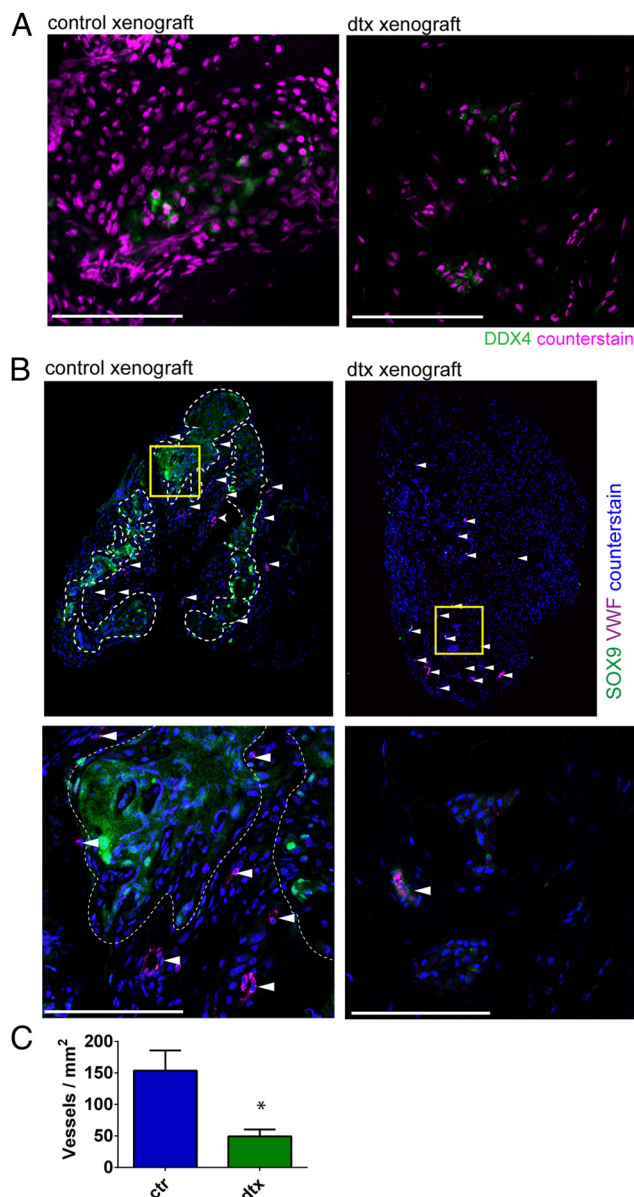 A
control xenograft
dtx xenograft
DDX4 counterstain
B
control xenograft
dtx xenograft
SOX9 VWF counterstain
C
Vessels / mm²
200
150
100
50
0
*
ctr
dtx